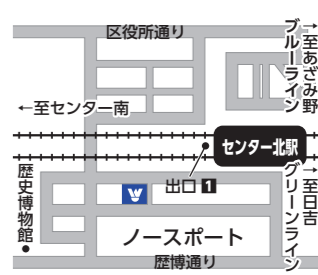 区役所通り
ブルーライン
→至あざみ野
←至センター南
センター北駅
出口 1
歴史博物館
グリーンライン
→至日吉
ノースポート
歴博通り